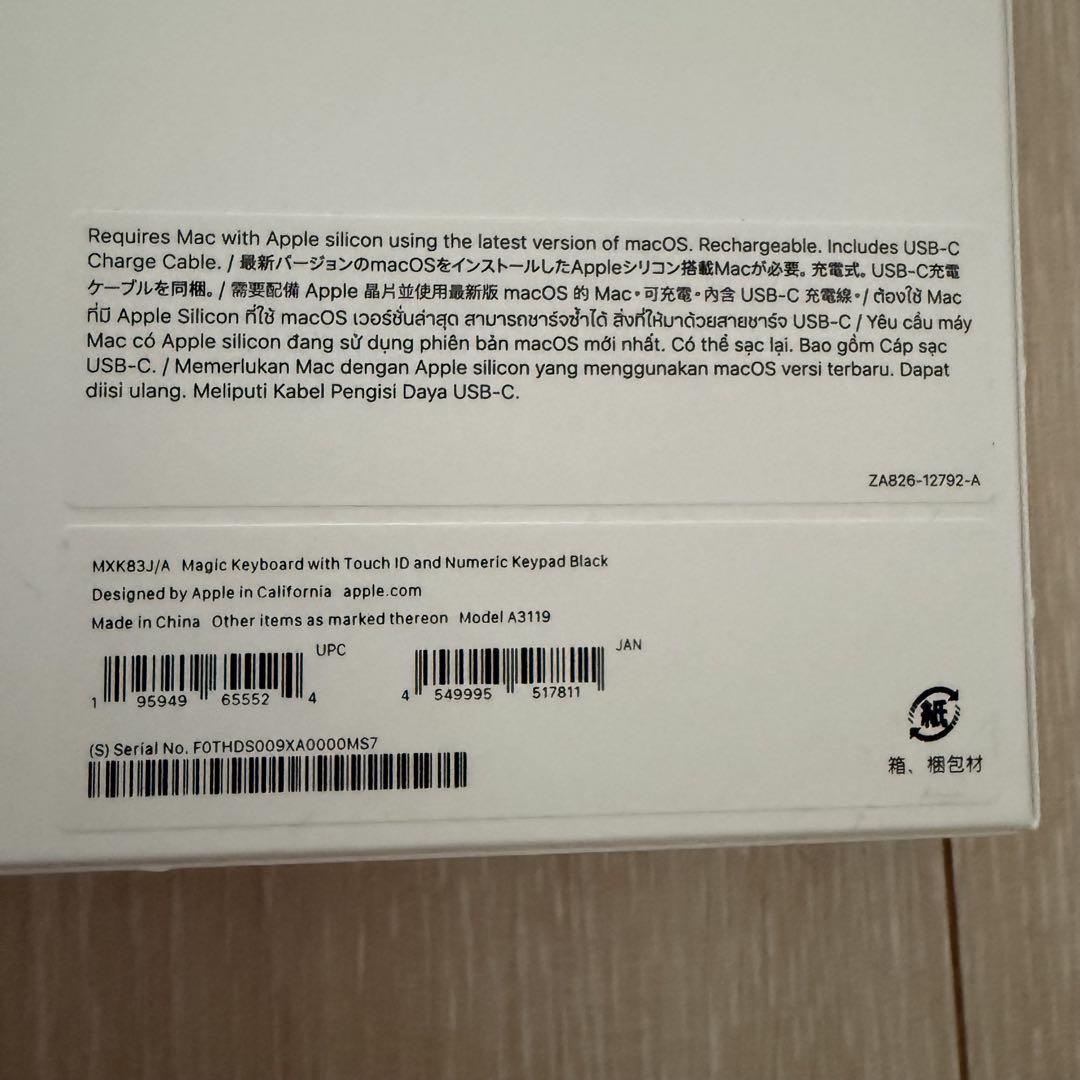 Requires Mac with Apple silicon using the latest version of macOS. Rechargeable. Includes USB-C
Charge Cable. / 最新バージョンのmacOSをインストールしたAppleシリコン搭載Macが必要。充電式。USB-C充電
ケーブルを同梱。/ 需要配備 Apple 晶片並使用最新版 macOS 的 Mac。可充電。內含 USB-C 充電線。/ ต้องใช้ Mac
ที่มี Apple Silicon ที่ใช้ macOS เวอร์ชั่นล่าสุด สามารถชาร์จซ้ำได้ สิ่งที่ให้มาด้วยสายชาร์จ USB-C / Yêu cầu máy
Mac có Apple silicon đang sử dụng phiên bản macOS mới nhất. Có thể sạc lại. Bao gồm Cáp sạc
USB-C. / Memerlukan Mac dengan Apple silicon yang menggunakan macOS versi terbaru. Dapat
diisi ulang. Meliputi Kabel Pengisi Daya USB-C.
ZA826-12792-A
MXK83J/A Magic Keyboard with Touch ID and Numeric Keypad Black
Designed by Apple in California apple.com
Made in China Other items as marked thereon Model A3119
UPC
1 95949 65552 4
JAN
4 549995 517811
(S) Serial No. F0THDS009XA0000MS7
紙
箱、梱包材